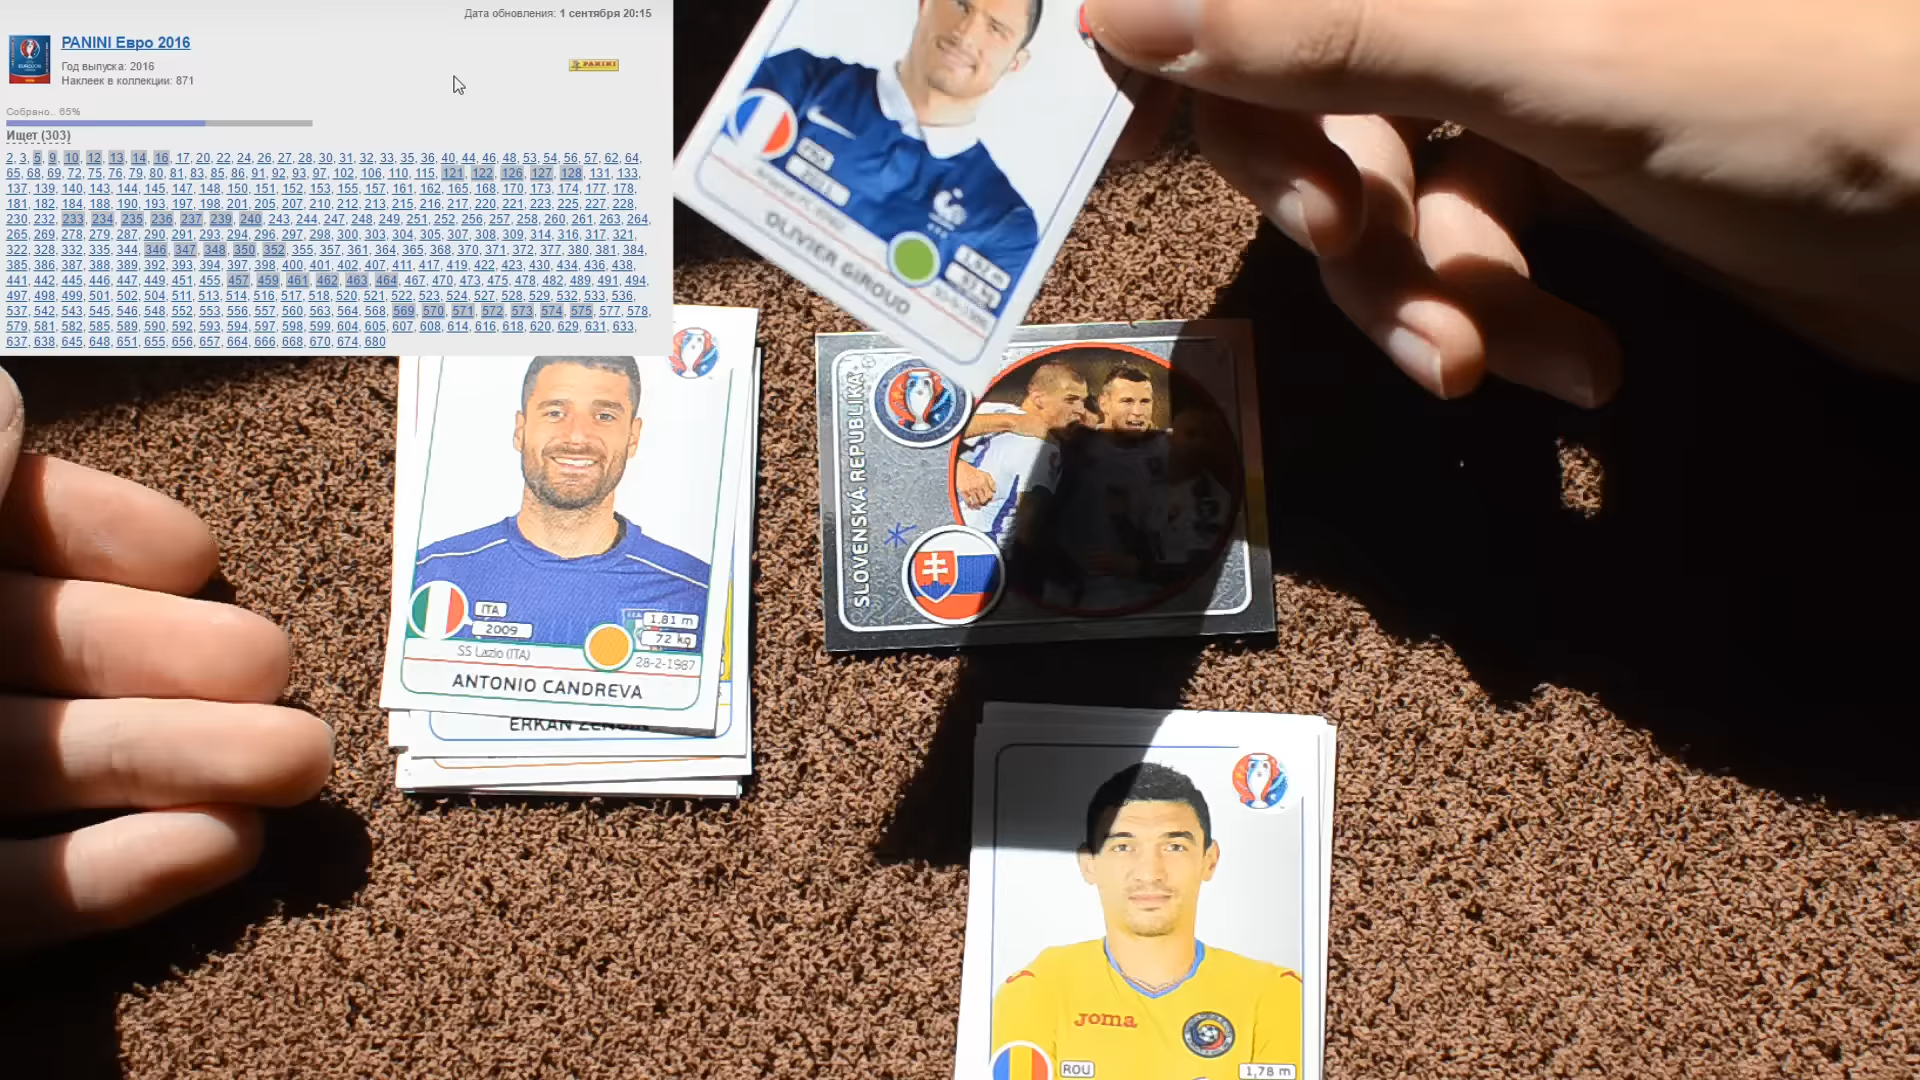 Дата обновления: 1 сентября 20:15
PANINI Евро 2016
Год выпуска: 2016
Наклеек в коллекции: 871
PANINI
Собрано.. 65%
Ищет (303)
2, 3, 5, 9, 10, 12, 13, 14, 16, 17, 20, 22, 24, 26, 27, 28, 30, 31, 32, 33, 35, 36, 40, 44, 46, 48, 53, 54, 56, 57, 62, 64,
65, 68, 69, 72, 75, 76, 79, 80, 81, 83, 85, 86, 91, 92, 93, 97, 102, 106, 110, 115, 121, 122, 126, 127, 128, 131, 133,
137, 139, 140, 143, 144, 145, 147, 148, 150, 151, 152, 153, 155, 157, 161, 162, 165, 168, 170, 173, 174, 177, 178,
181, 182, 184, 188, 190, 193, 197, 198, 201, 205, 207, 210, 212, 213, 215, 216, 217, 220, 221, 223, 225, 227, 228,
230, 232, 233, 234, 235, 236, 237, 239, 240, 243, 244, 247, 248, 249, 251, 252, 256, 257, 258, 260, 261, 263, 264,
265, 269, 278, 279, 287, 290, 291, 293, 294, 296, 297, 298, 300, 303, 304, 305, 307, 308, 309, 314, 316, 317, 321,
322, 328, 332, 335, 344, 346, 347, 348, 350, 352, 355, 357, 361, 364, 365, 368, 370, 371, 372, 377, 380, 381, 384,
385, 386, 387, 388, 389, 392, 393, 394, 397, 398, 400, 401, 402, 407, 411, 417, 419, 422, 423, 430, 434, 436, 438,
441, 442, 445, 446, 447, 449, 451, 455, 457, 459, 461, 462, 463, 464, 467, 470, 473, 475, 478, 482, 489, 491, 494,
497, 498, 499, 501, 502, 504, 511, 513, 514, 516, 517, 518, 520, 521, 522, 523, 524, 527, 528, 529, 532, 533, 536,
537, 542, 543, 545, 546, 548, 552, 553, 556, 557, 560, 563, 564, 568, 569, 570, 571, 572, 573, 574, 575, 577, 578,
579, 581, 582, 585, 589, 590, 592, 593, 594, 597, 598, 599, 604, 605, 607, 608, 614, 616, 618, 620, 629, 631, 633,
637, 638, 645, 648, 651, 655, 656, 657, 664, 666, 668, 670, 674, 680
OLIVIER GIROUD
SLOVENSKÁ REPUBLIKA
ITA
2009
1,81 m
72 kg
SS Lazio (ITA)
28-2-1987
ANTONIO CANDREVA
ERKAN
Joma
ROU
1,78 m